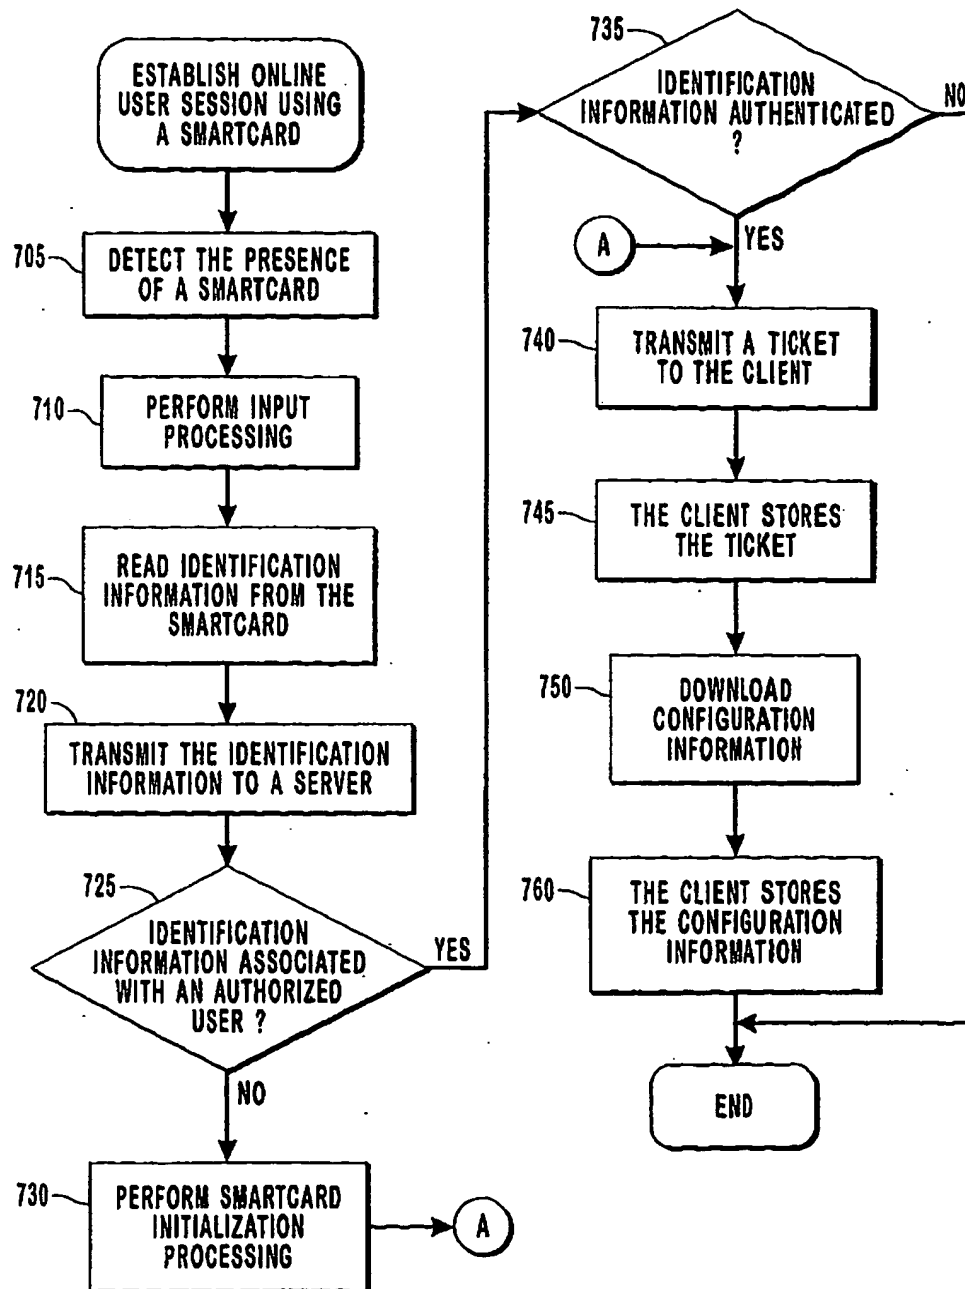 ESTABLISH ONLINE
USER SESSION USING
A SMARTCARD
705
DETECT THE PRESENCE
OF A SMARTCARD
710
PERFORM INPUT
PROCESSING
715
READ IDENTIFICATION
INFORMATION FROM THE
SMARTCARD
720
TRANSMIT THE IDENTIFICATION
INFORMATION TO A SERVER
725
IDENTIFICATION
INFORMATION ASSOCIATED
WITH AN AUTHORIZED
USER ?
YES
NO
730
PERFORM SMARTCARD
INITIALIZATION
PROCESSING
A
735
IDENTIFICATION
INFORMATION AUTHENTICATED
?
NO
A
YES
740
TRANSMIT A TICKET
TO THE CLIENT
745
THE CLIENT STORES
THE TICKET
750
DOWNLOAD
CONFIGURATION
INFORMATION
760
THE CLIENT STORES
THE CONFIGURATION
INFORMATION
END